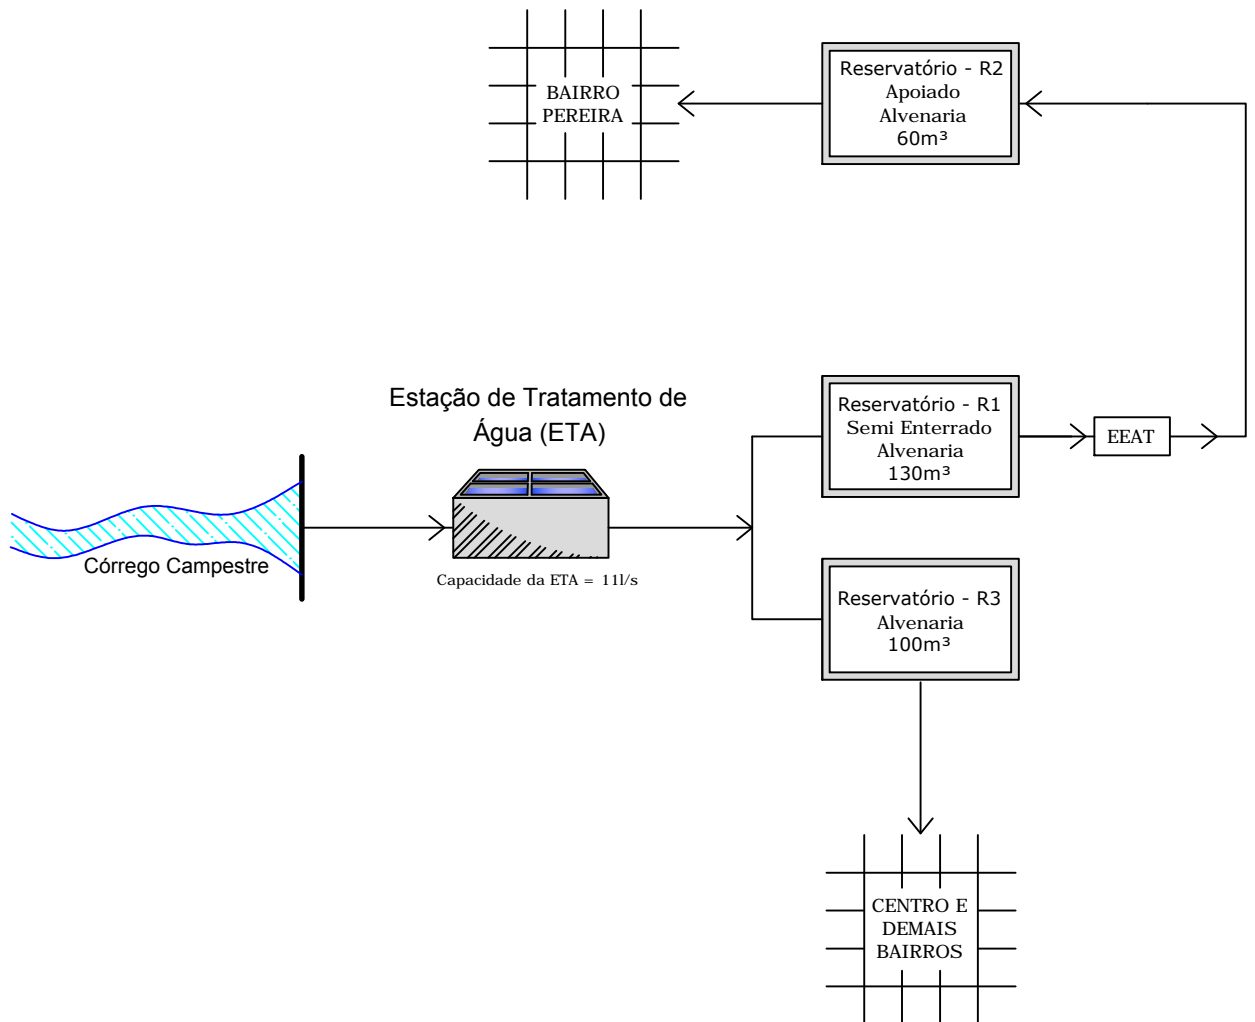 Reservatório - R2
Apoiado
Alvenaria
60m³
BAIRRO
PEREIRA
Estação de Tratamento de
Água (ETA)
Reservatório - R1
Semi Enterrado
Alvenaria
130m³
EEAT
Córrego Campestre
Capacidade da ETA = 11l/s
Reservatório - R3
Alvenaria
100m³
CENTRO E
DEMAIS
BAIRROS